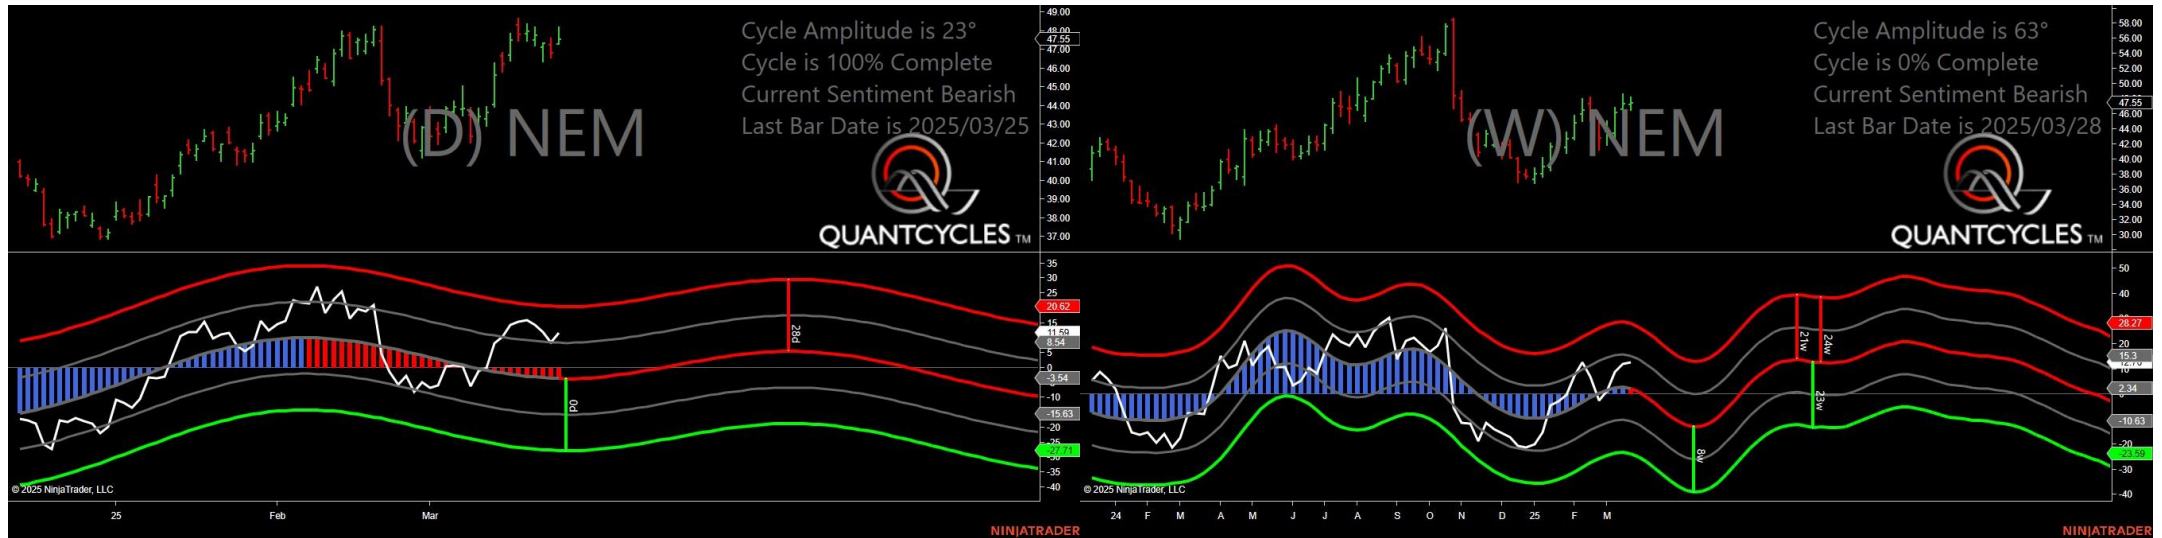 Cycle Amplitude is 23°
Cycle is 100% Complete
Current Sentiment Bearish
Last Bar Date is 2025/03/25
(D) NEM
QUANTCYCLES TM
49.00
48.00
47.55
47.00
46.00
45.00
44.00
43.00
42.00
41.00
40.00
39.00
38.00
37.00
35
30
25
20.62
15
11.59
8.54
5
0
-3.54
-10
-15.63
-20
-27.71
-35
-40
28d
0d
© 2025 NinjaTrader, LLC
25 Feb Mar
NINJATRADER
Cycle Amplitude is 63°
Cycle is 0% Complete
Current Sentiment Bearish
Last Bar Date is 2025/03/28
(W) NEM
QUANTCYCLES TM
58.00
56.00
54.00
52.00
50.00
47.55
46.00
44.00
42.00
40.00
38.00
36.00
34.00
32.00
30.00
50
40
28.27
20
15.3
2.34
-10.63
-20
-23.59
-30
-40
21w
24w
23w
8w
© 2025 NinjaTrader, LLC
24 F M A M J J A S O N D 25 F M
NINJATRADER